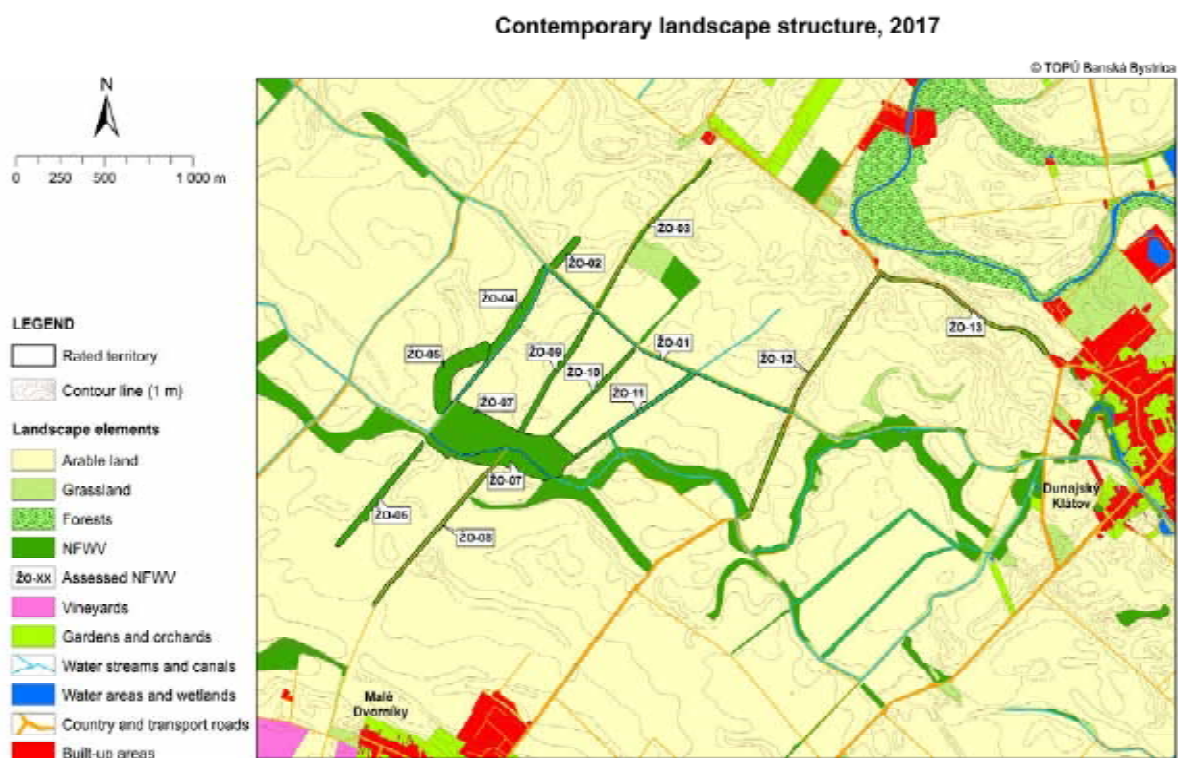 Contemporary landscape structure, 2017
© TOPÚ Banská Bystrica
N
0 250 500 1 000 m
LEGEND
Rated territory
Contour line (1 m)
Landscape elements
Arable land
Grassland
Forests
NFWV
ŽO-XX Assessed NFWV
Vineyards
Gardens and orchards
Water streams and canals
Water areas and wetlands
Country and transport roads
Built-up areas
ŽO-03
ŽO-02
ŽO-04
ŽO-13
ŽO-01
ŽO-05
ŽO-09
ŽO-12
ŽO-10
ŽO-11
ŽO-07
ŽO-07
Dunajský
Klátov
ŽO-06
ŽO-08
Malé
Dvorníky